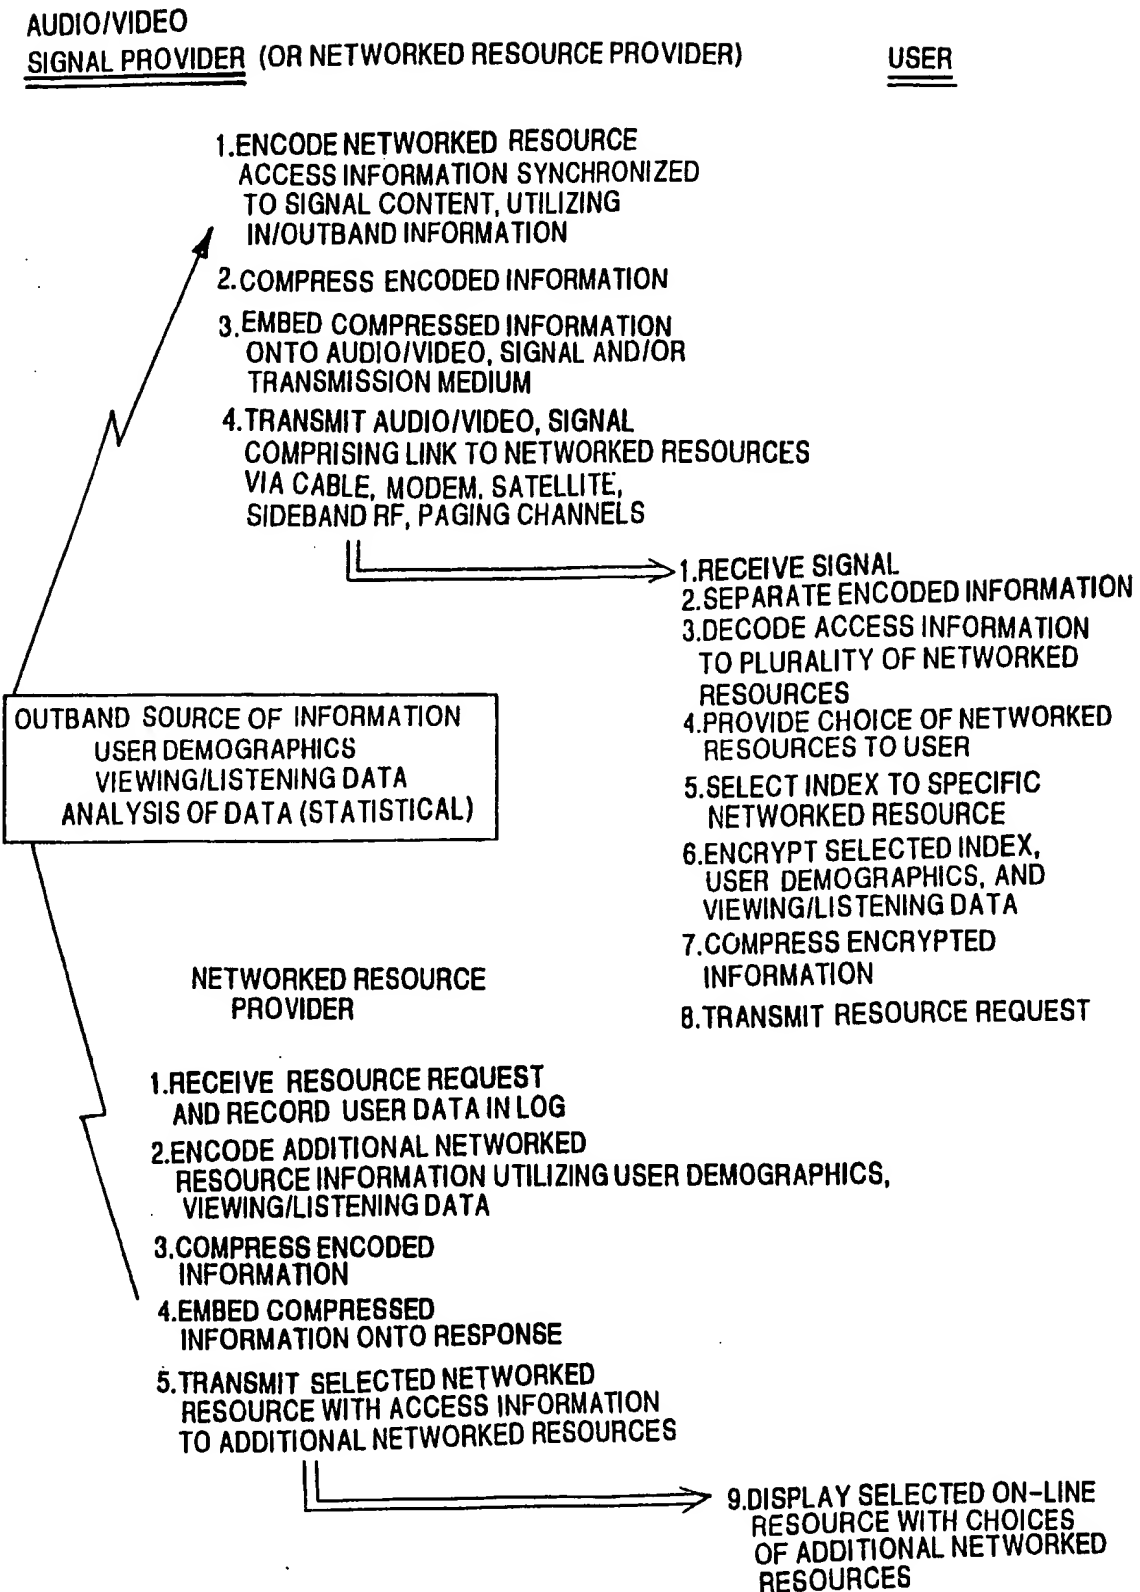 AUDIO/VIDEO
SIGNAL PROVIDER (OR NETWORKED RESOURCE PROVIDER)
USER
1.ENCODE NETWORKED RESOURCE
ACCESS INFORMATION SYNCHRONIZED
TO SIGNAL CONTENT, UTILIZING
IN/OUTBAND INFORMATION
2.COMPRESS ENCODED INFORMATION
3.EMBED COMPRESSED INFORMATION
ONTO AUDIO/VIDEO, SIGNAL AND/OR
TRANSMISSION MEDIUM
4.TRANSMIT AUDIO/VIDEO, SIGNAL
COMPRISING LINK TO NETWORKED RESOURCES
VIA CABLE, MODEM. SATELLITE,
SIDEBAND RF, PAGING CHANNELS
1.RECEIVE SIGNAL
2.SEPARATE ENCODED INFORMATION
3.DECODE ACCESS INFORMATION
TO PLURALITY OF NETWORKED
RESOURCES
4.PROVIDE CHOICE OF NETWORKED
RESOURCES TO USER
5.SELECT INDEX TO SPECIFIC
NETWORKED RESOURCE
6.ENCRYPT SELECTED INDEX,
USER DEMOGRAPHICS, AND
VIEWING/LISTENING DATA
7.COMPRESS ENCRYPTED
INFORMATION
8.TRANSMIT RESOURCE REQUEST
OUTBAND SOURCE OF INFORMATION
USER DEMOGRAPHICS
VIEWING/LISTENING DATA
ANALYSIS OF DATA (STATISTICAL)
NETWORKED RESOURCE
PROVIDER
1.RECEIVE RESOURCE REQUEST
AND RECORD USER DATA IN LOG
2.ENCODE ADDITIONAL NETWORKED
RESOURCE INFORMATION UTILIZING USER DEMOGRAPHICS,
VIEWING/LISTENING DATA
3.COMPRESS ENCODED
INFORMATION
4.EMBED COMPRESSED
INFORMATION ONTO RESPONSE
5.TRANSMIT SELECTED NETWORKED
RESOURCE WITH ACCESS INFORMATION
TO ADDITIONAL NETWORKED RESOURCES
9.DISPLAY SELECTED ON-LINE
RESOURCE WITH CHOICES
OF ADDITIONAL NETWORKED
RESOURCES